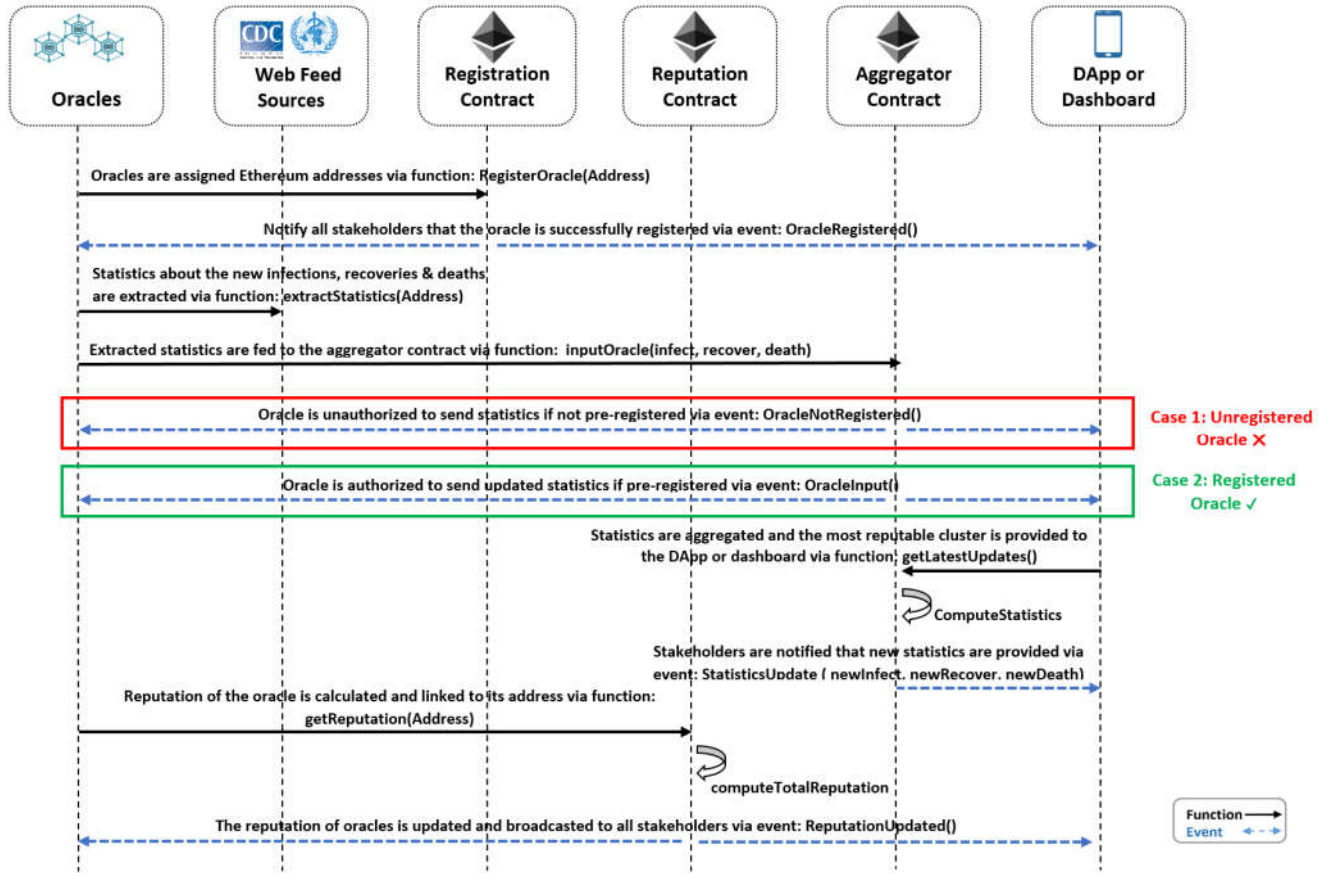 CDC
Oracles
Web Feed
Sources
Registration
Contract
Reputation
Contract
Aggregator
Contract
DApp or
Dashboard
Oracles are assigned Ethereum addresses via function: RegisterOracle(Address)
Notify all stakeholders that the oracle is successfully registered via event: OracleRegistered()
Statistics about the new infections, recoveries & deaths
are extracted via function: extractStatistics(Address)
Extracted statistics are fed to the aggregator contract via function: inputOracle(infect, recover, death)
Oracle is unauthorized to send statistics if not pre-registered via event: OracleNotRegistered()
Case 1: Unregistered
Oracle ✕
Oracle is authorized to send updated statistics if pre-registered via event: OracleInput()
Case 2: Registered
Oracle ✓
Statistics are aggregated and the most reputable cluster is provided to
the DApp or dashboard via function: getLatestUpdates()
ComputeStatistics
Stakeholders are notified that new statistics are provided via
event: StatisticsUpdate ( newInfect, newRecover, newDeath)
Reputation of the oracle is calculated and linked to its address via function:
getReputation(Address)
computeTotalReputation
The reputation of oracles is updated and broadcasted to all stakeholders via event: ReputationUpdated()
Function
Event